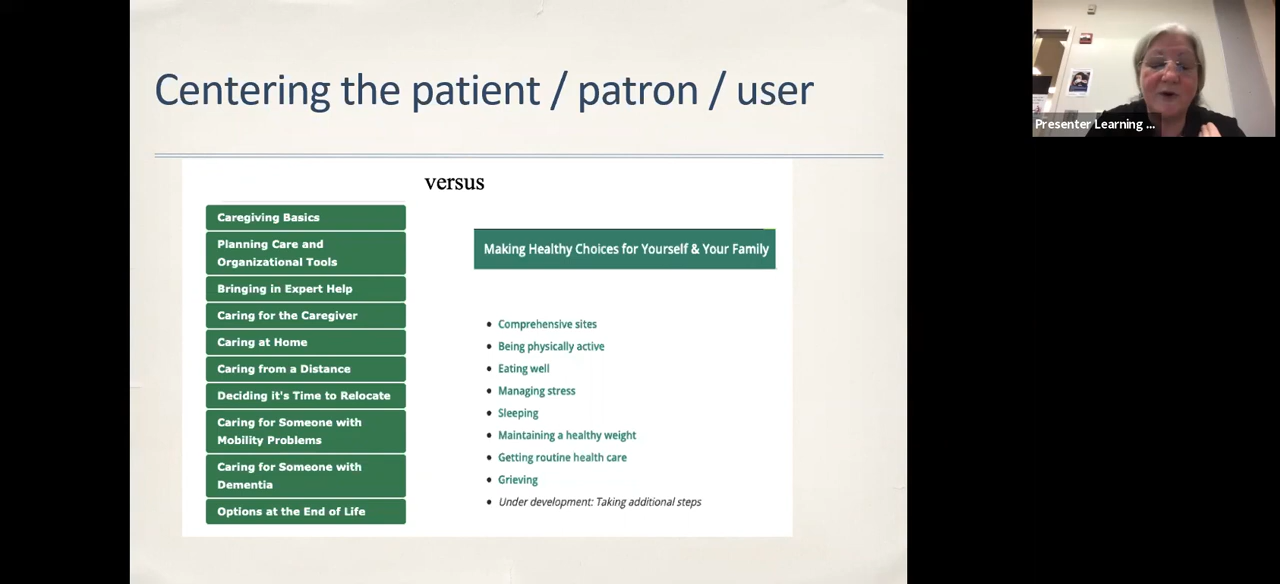 Centering the patient / patron / user
versus
Caregiving Basics
Planning Care and
Organizational Tools
Bringing in Expert Help
Caring for the Caregiver
Caring at Home
Caring from a Distance
Deciding it's Time to Relocate
Caring for Someone with
Mobility Problems
Caring for Someone with
Dementia
Options at the End of Life
Making Healthy Choices for Yourself & Your Family
• Comprehensive sites
• Being physically active
• Eating well
• Managing stress
• Sleeping
• Maintaining a healthy weight
• Getting routine health care
• Grieving
• Under development: Taking additional steps
Presenter Learning ...